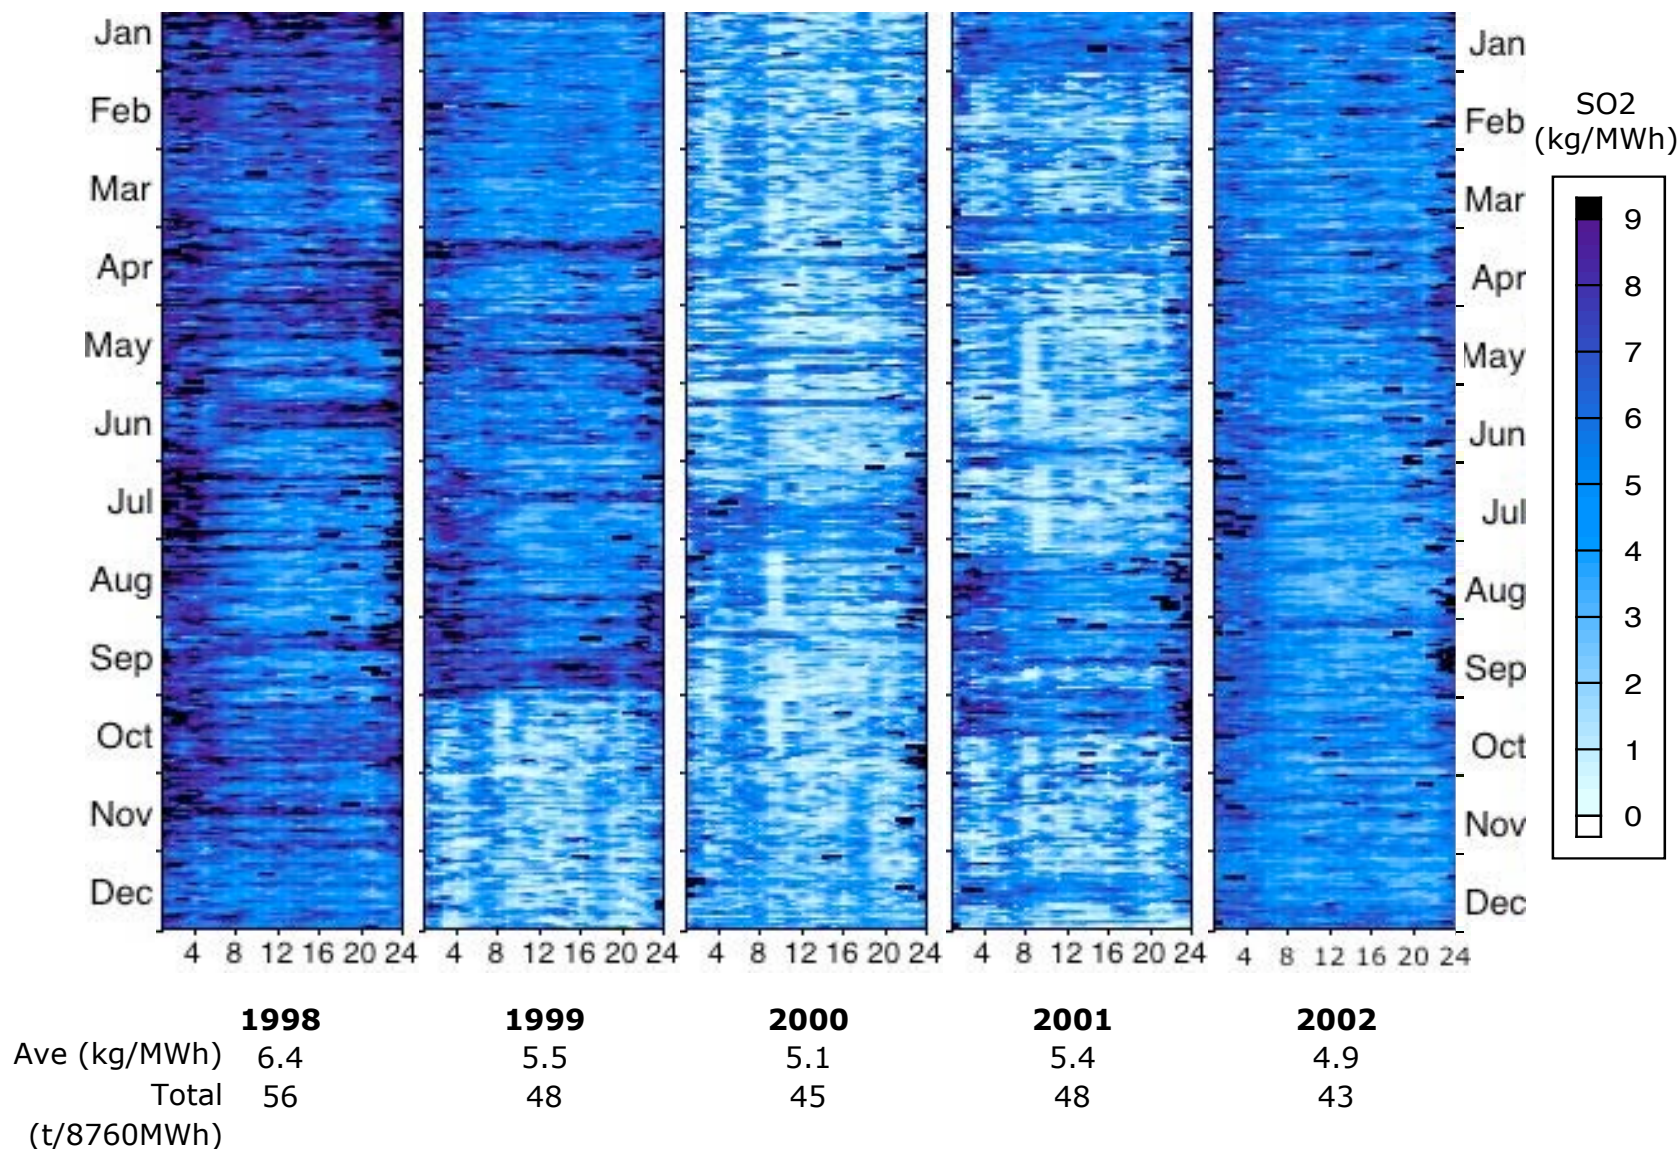 Jan
Feb
Mar
Apr
May
Jun
Jul
Aug
Sep
Oct
Nov
Dec
4 8 12 16 20 24
4 8 12 16 20 24
4 8 12 16 20 24
4 8 12 16 20 24
4 8 12 16 20 24
Jan
Feb
Mar
Apr
May
Jun
Jul
Aug
Sep
Oct
Nov
Dec
SO2
(kg/MWh)
9
8
7
6
5
4
3
2
1
0
1998 1999 2000 2001 2002
Ave (kg/MWh) 6.4 5.5 5.1 5.4 4.9
Total 56 48 45 48 43
(t/8760MWh)